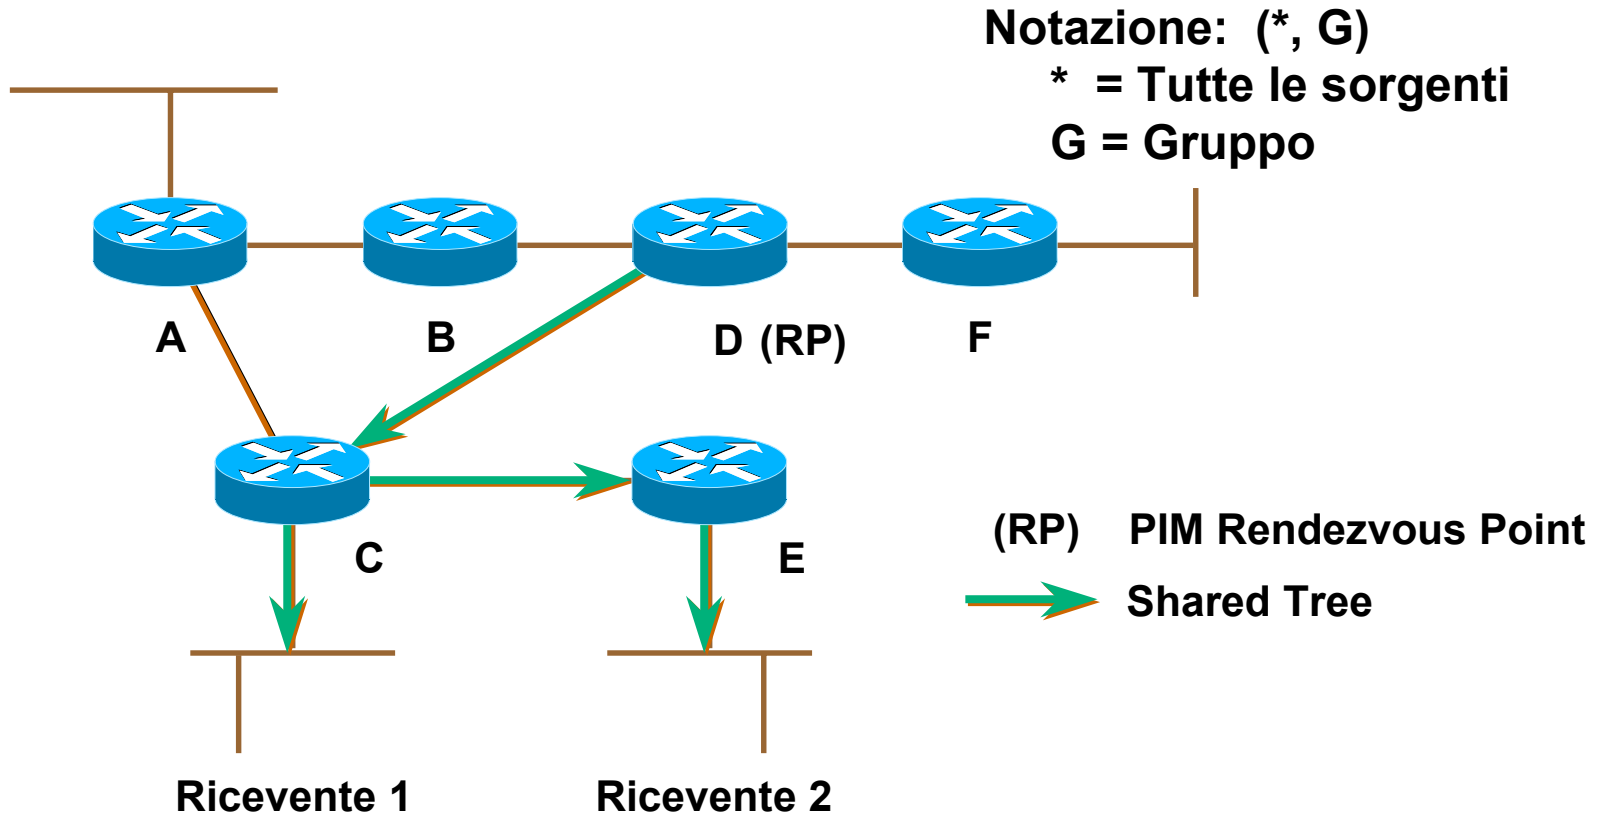 Notazione: (*, G)
* = Tutte le sorgenti
G = Gruppo
A
B
D (RP)
F
C
E
(RP) PIM Rendezvous Point
Shared Tree
Ricevente 1
Ricevente 2